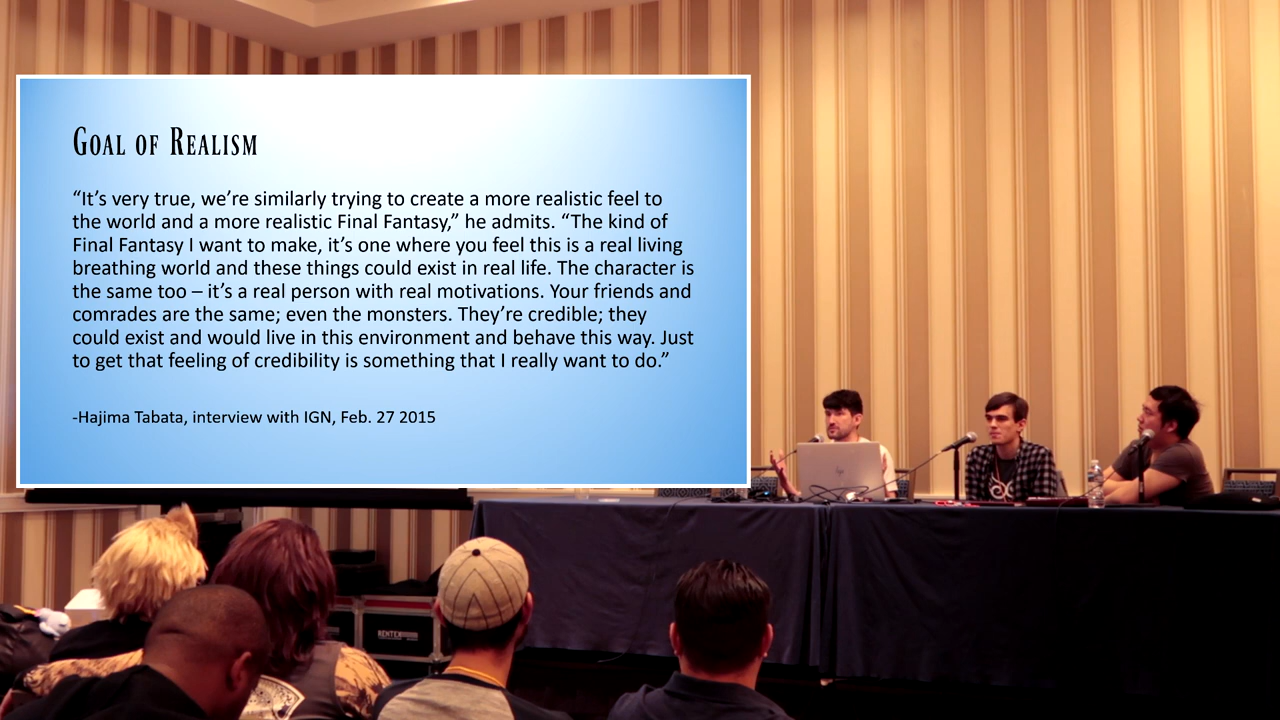 Goal of Realism
“It’s very true, we’re similarly trying to create a more realistic feel to
the world and a more realistic Final Fantasy,” he admits. “The kind of
Final Fantasy I want to make, it’s one where you feel this is a real living
breathing world and these things could exist in real life. The character is
the same too – it’s a real person with real motivations. Your friends and
comrades are the same; even the monsters. They’re credible; they
could exist and would live in this environment and behave this way. Just
to get that feeling of credibility is something that I really want to do.”
-Hajima Tabata, interview with IGN, Feb. 27 2015
RENTEX